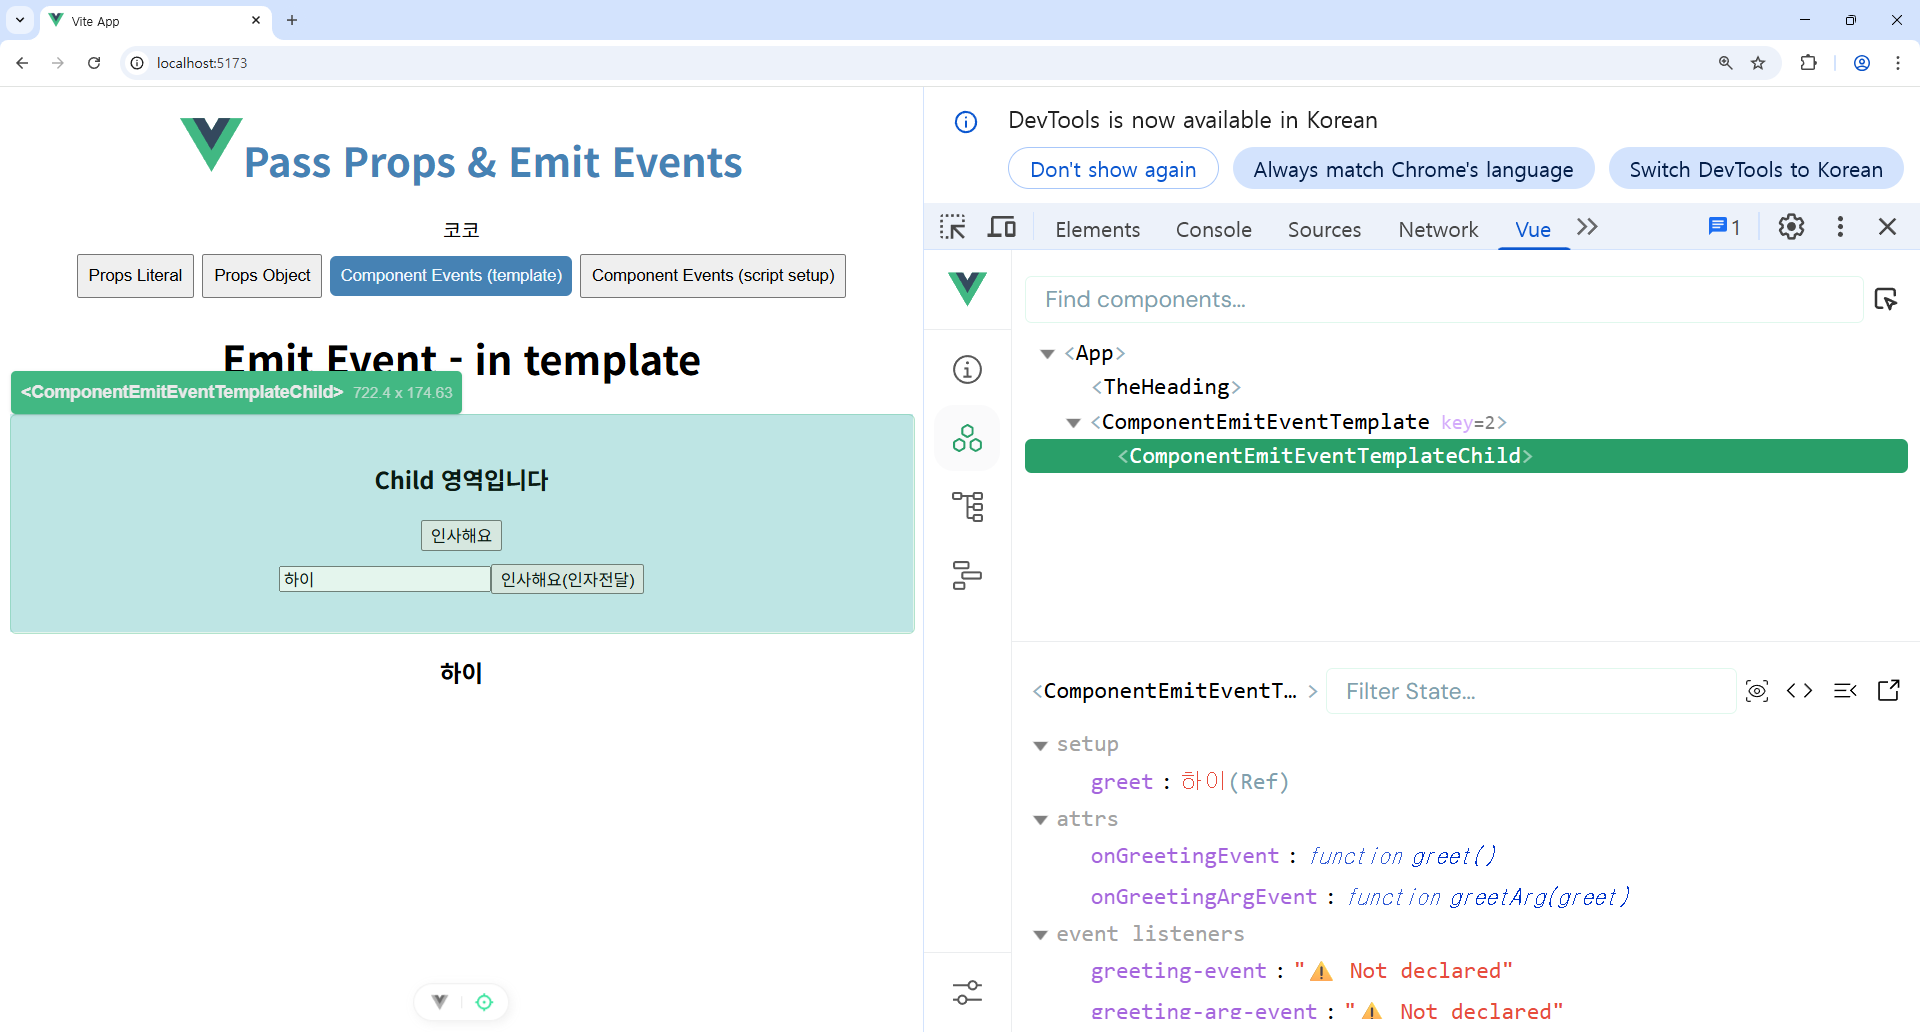 Vite App
localhost:5173
Pass Props & Emit Events
코코
Props Literal
Props Object
Component Events (template)
Component Events (script setup)
Emit Event - in template
<ComponentEmitEventTemplateChild> 722.4 x 174.63
Child 영역입니다
인사해요
하이
인사해요(인자전달)
하이
DevTools is now available in Korean
Don't show again
Always match Chrome's language
Switch DevTools to Korean
Elements
Console
Sources
Network
Vue
1
Find components...
<App>
<TheHeading>
<ComponentEmitEventTemplate key=2>
<ComponentEmitEventTemplateChild>
<ComponentEmitEventT… >
Filter State...
setup
greet : 하이(Ref)
attrs
onGreetingEvent : function greet()
onGreetingArgEvent : function greetArg(greet)
event listeners
greeting-event : "⚠️ Not declared"
greeting-arg-event : "⚠️ Not declared"